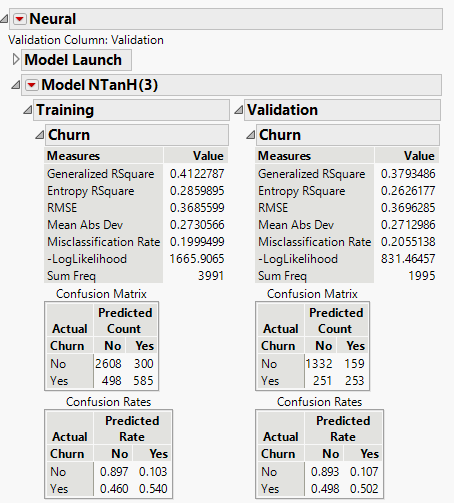 Neural
Validation Column: Validation
Model Launch
Model NTanH(3)
Training
Churn
Measures Value
Generalized RSquare 0.4122787
Entropy RSquare 0.2859895
RMSE 0.3685599
Mean Abs Dev 0.2730566
Misclassification Rate 0.1999499
-LogLikelihood 1665.9065
Sum Freq 3991
Confusion Matrix
Predicted
Actual Count
Churn No Yes
No 2608 300
Yes 498 585
Confusion Rates
Predicted
Actual Rate
Churn No Yes
No 0.897 0.103
Yes 0.460 0.540
Validation
Churn
Measures Value
Generalized RSquare 0.3793486
Entropy RSquare 0.2626177
RMSE 0.3696285
Mean Abs Dev 0.2712986
Misclassification Rate 0.2055138
-LogLikelihood 831.46457
Sum Freq 1995
Confusion Matrix
Predicted
Actual Count
Churn No Yes
No 1332 159
Yes 251 253
Confusion Rates
Predicted
Actual Rate
Churn No Yes
No 0.893 0.107
Yes 0.498 0.502